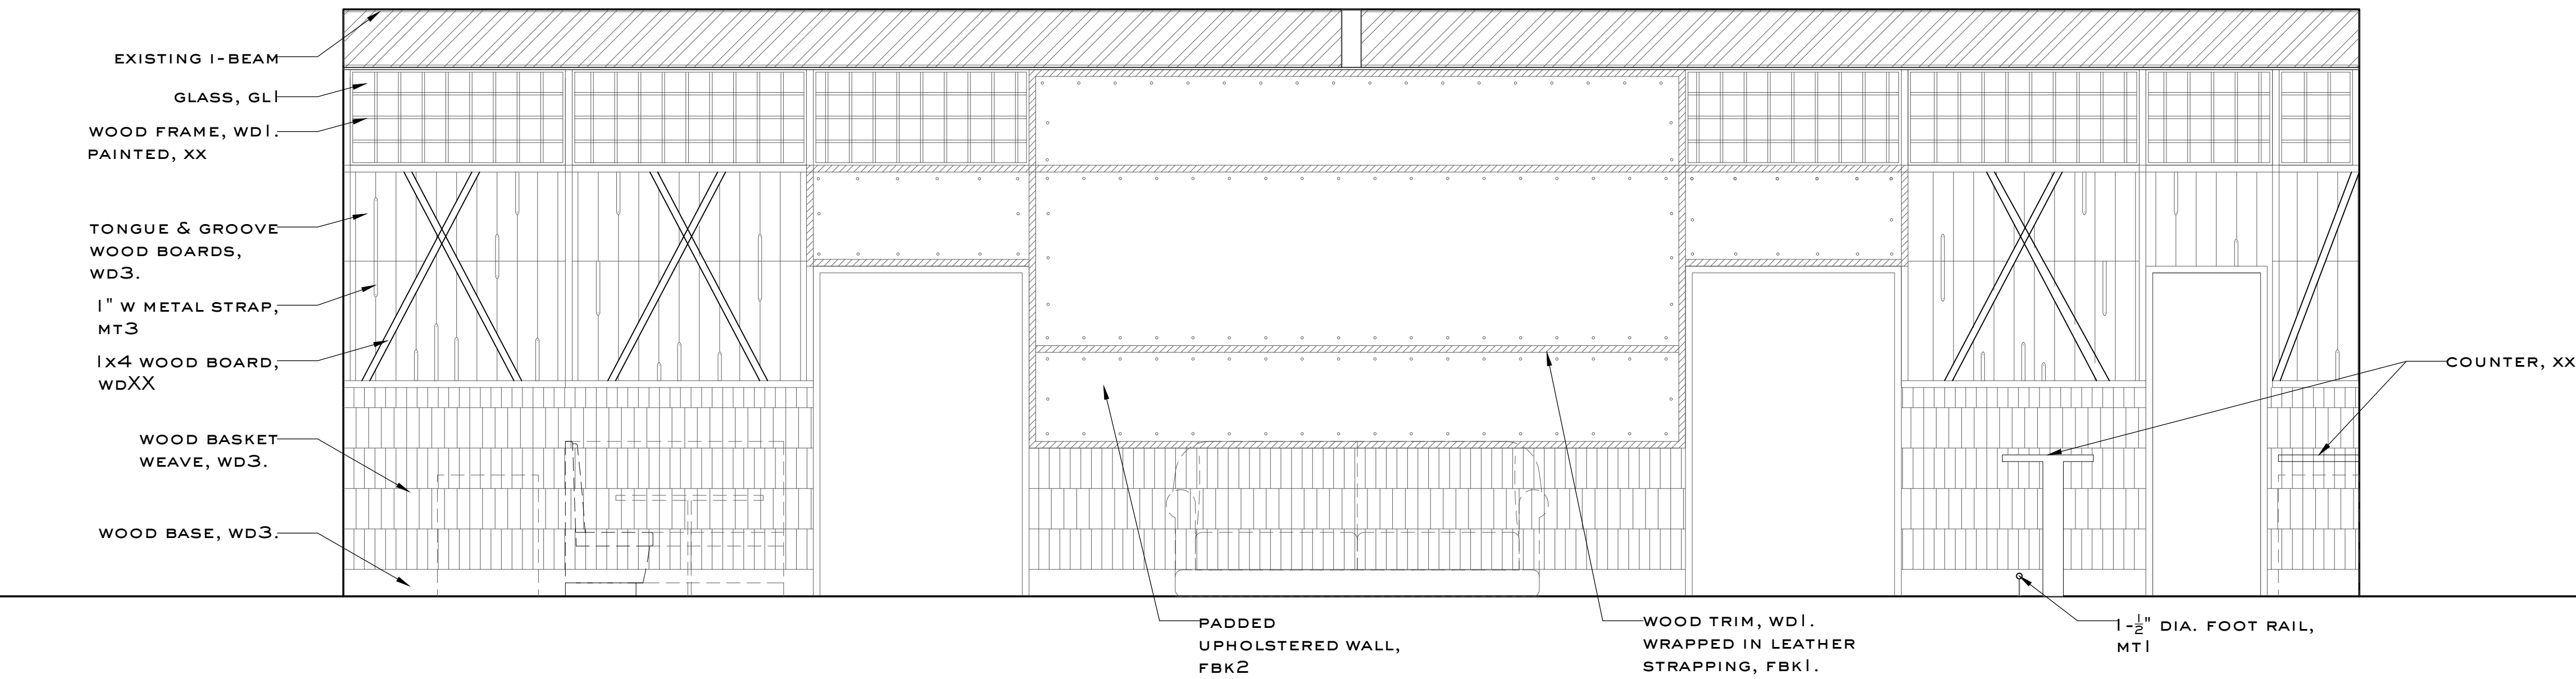 EXISTING I-BEAM
GLASS, GL1
WOOD FRAME, WD1.
PAINTED, XX
TONGUE & GROOVE
WOOD BOARDS,
WD3.
1" W METAL STRAP,
MT3
1x4 WOOD BOARD,
WDXX
WOOD BASKET
WEAVE, WD3.
WOOD BASE, WD3.
COUNTER, XX
PADDED
UPHOLSTERED WALL,
FBK2
WOOD TRIM, WD1.
WRAPPED IN LEATHER
STRAPPING, FBK1.
1-1/2" DIA. FOOT RAIL,
MT1